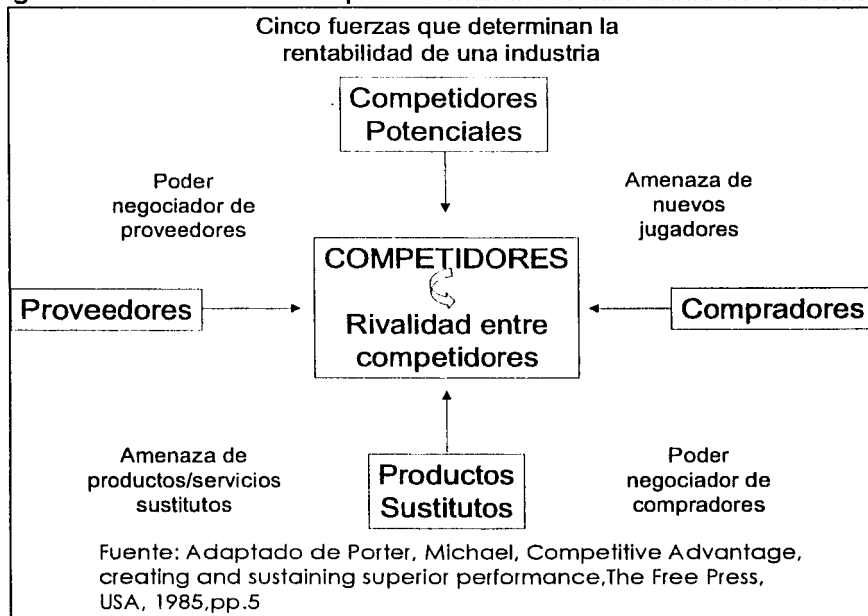 Cinco fuerzas que determinan la
rentabilidad de una industria
Competidores
Potenciales
Poder
negociador de
proveedores
Amenaza de
nuevos
jugadores
COMPETIDORES
Rivalidad entre
competidores
Proveedores
Compradores
Amenaza de
productos/servicios
sustitutos
Productos
Sustitutos
Poder
negociador de
compradores
Fuente: Adaptado de Porter, Michael, Competitive Advantage,
creating and sustaining superior performance,The Free Press,
USA, 1985,pp.5